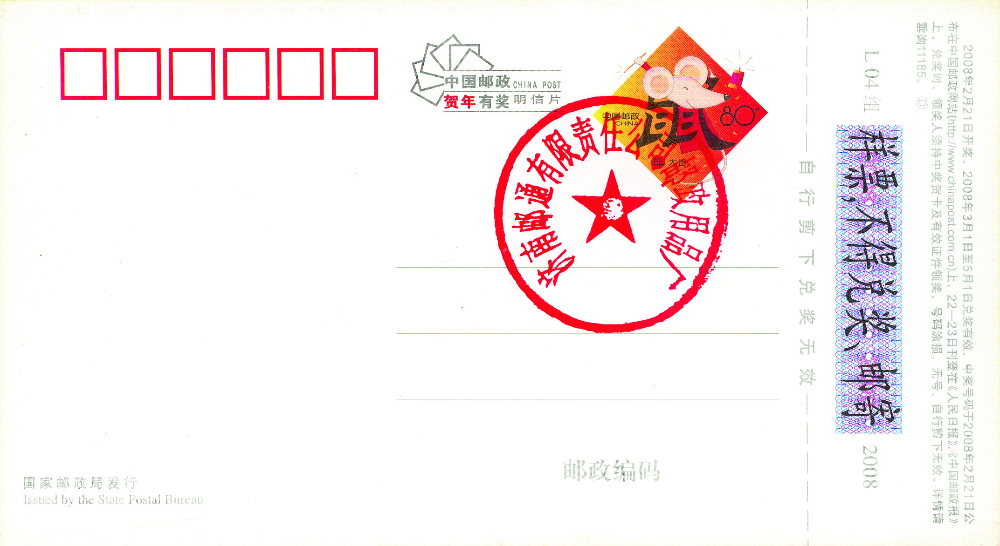 中国邮政 CHINA POST
贺年有奖明信片
中国邮政
CHINA
鼠
80分
年 大吉
邮通有限责任公司
政用品厂
邮政编码
国家邮政局发行
Issued by the State Postal Bureau
自行剪下兑奖无效
L 04 组
样票,不得兑奖、邮寄
2008
2008年2月21日开奖。2008年3月1日至5月1日兑奖有效。中奖号码于2008年2月21日公
布在中国邮政网站(http://www.chinapost.com.cn)上,22—23日刊登在《人民日报》、《中国邮政报》
上。兑奖时,领奖人须持中奖贺卡及有效证件领奖。号码涂损、无号、自行剪下无效。详情请
垂询11185。 Ⓓ